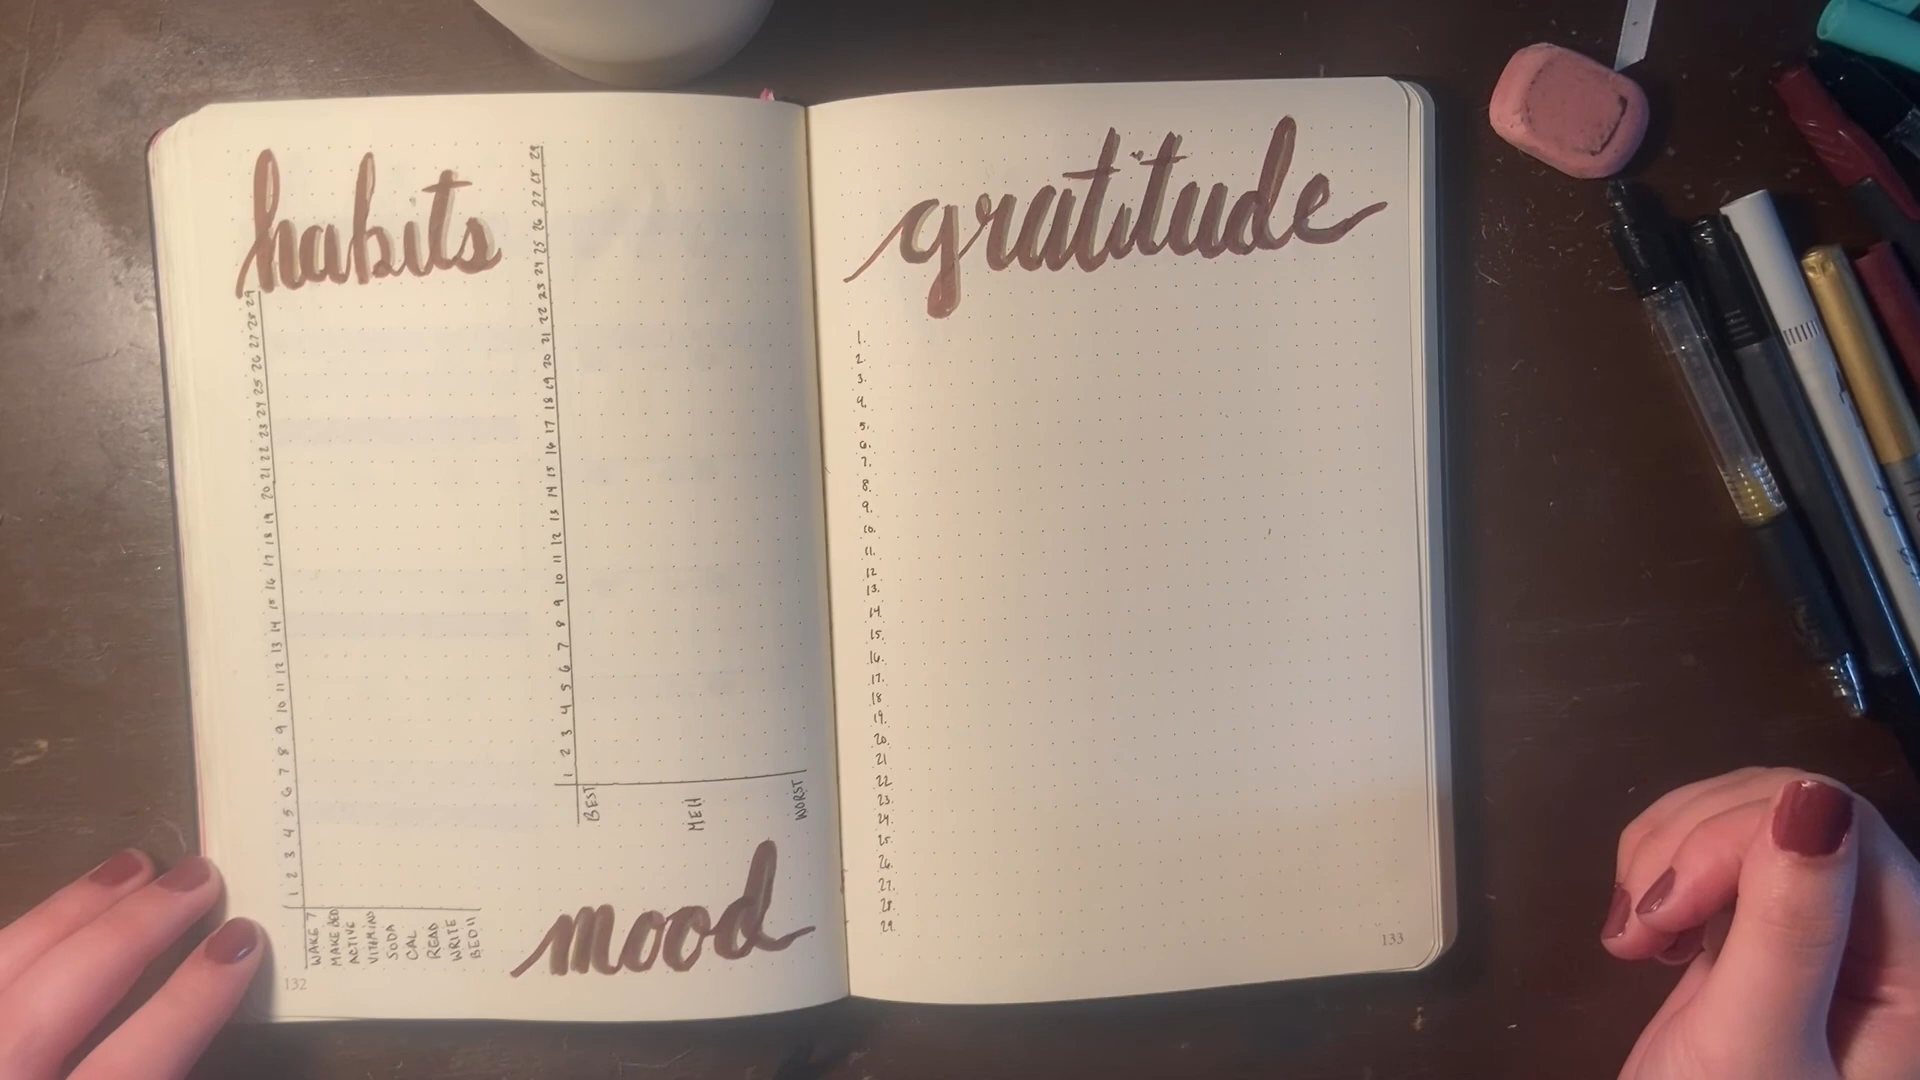 habits
1 2 3 4 5 6 7 8 9 10 11 12 13 14 15 16 17 18 19 20 21 22 23 24 25 26 27 28 29
WAKE 7
MAKE BED
ACTIVE
VITAMINS
SODA
CAL
READ
WRITE
BED 11
132
1 2 3 4 5 6 7 8 9 10 11 12 13 14 15 16 17 18 19 20 21 22 23 24 25 26 27 28 29
BEST
MEH
WORST
mood
gratitude
1.
2.
3.
4.
5.
6.
7.
8.
9.
10.
11.
12
13.
14.
15.
16.
17.
18
19.
20.
21
22
23.
24.
25.
26.
27.
28.
29.
133